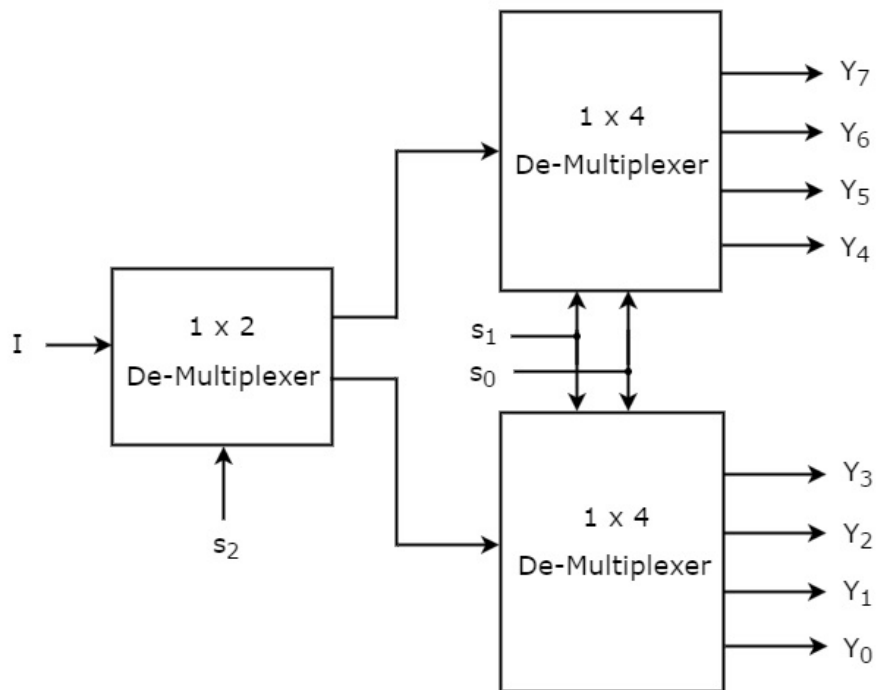 1 x 4
De-Multiplexer
Y7
Y6
Y5
Y4
1 x 2
De-Multiplexer
I
s2
s1
s0
1 x 4
De-Multiplexer
Y3
Y2
Y1
Y0